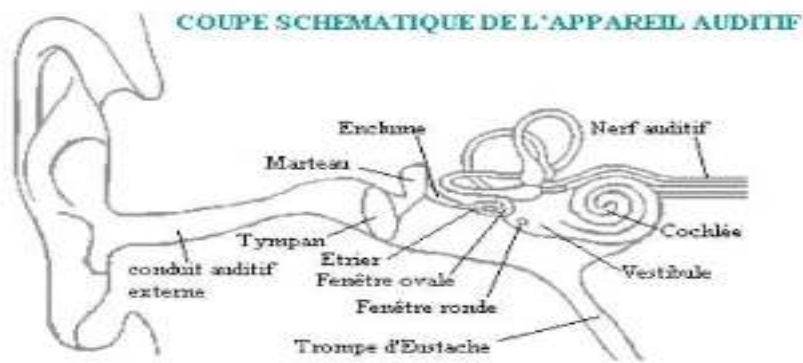 COUPE SCHEMATIQUE DE L'APPAREIL AUDITIF
Enclume
Nerf auditif
Marteau
Tympan
Etrier
Cochlée
conduit auditif
externe
Fenêtre ovale
Vestibule
Fenêtre ronde
Trompe d'Eustache